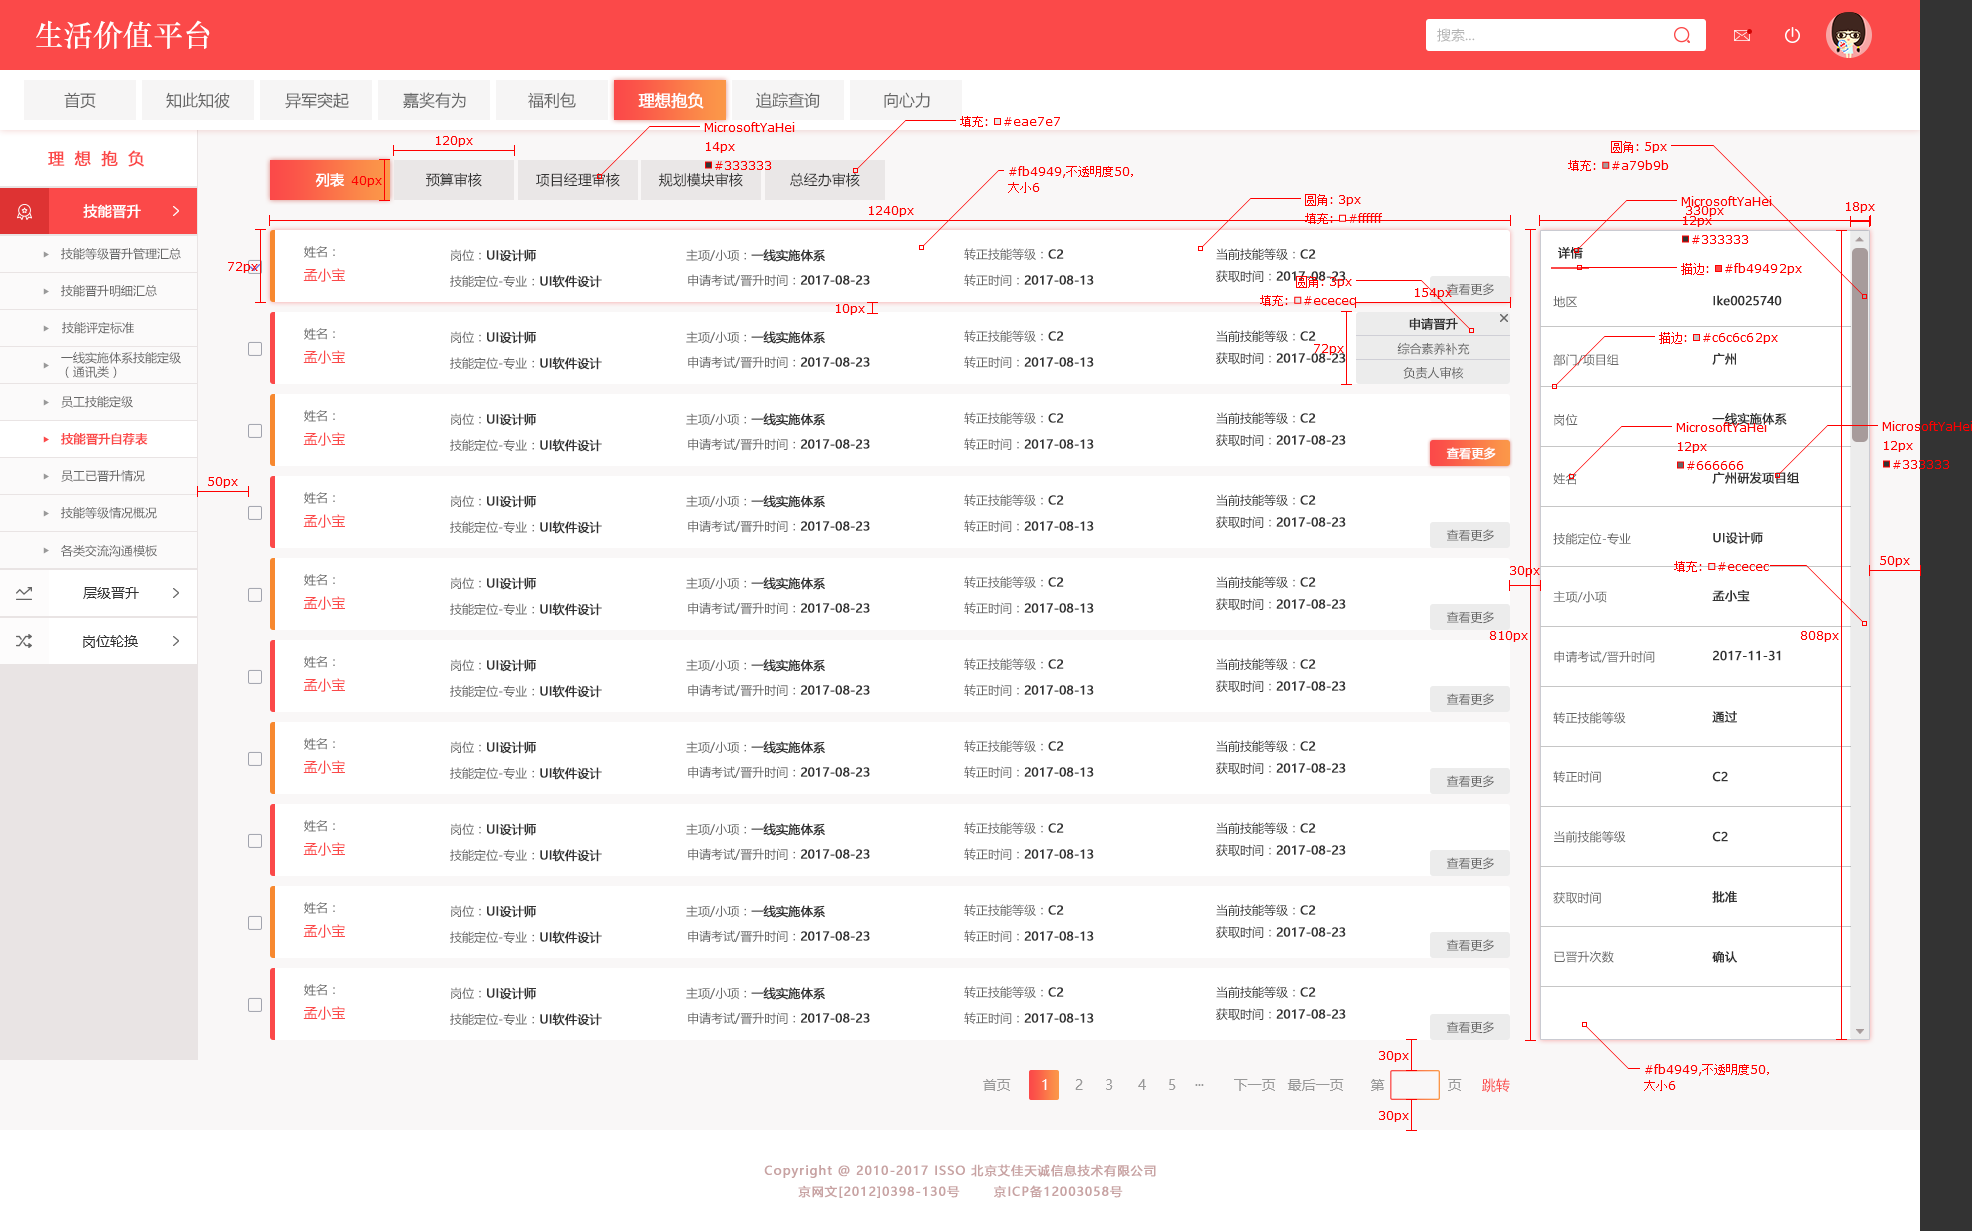 生活价值平台
搜索...
首页
知此知彼
异军突起
嘉奖有为
福利包
理想抱负
追踪查询
向心力
理想抱负
技能晋升
技能等级晋升管理汇总
技能晋升明细汇总
技能评定标准
一线实施体系技能定级
（通讯类）
员工技能定级
技能晋升自荐表
员工已晋升情况
技能等级情况概况
各类交流沟通模板
层级晋升
岗位轮换
120px
MicrosoftYaHei
14px
#333333
填充: #eae7e7
列表
40px
预算审核
项目经理审核
规划模块审核
总经办审核
#fb4949,不透明度50,
大小6
1240px
圆角: 3px
填充: #ffffff
圆角: 5px
填充: #a79b9b
MicrosoftYaHei
330px
12px
#333333
18px
72px
姓名：
孟小宝
岗位：UI设计师
技能定位-专业：UI软件设计
主项/小项：一线实施体系
申请考试/晋升时间：2017-08-23
转正技能等级：C2
转正时间：2017-08-13
当前技能等级：C2
获取时间：2017-08-23
查看更多
10px
圆角: 3px
填充: #ececec
154px
姓名：
孟小宝
岗位：UI设计师
技能定位-专业：UI软件设计
主项/小项：一线实施体系
申请考试/晋升时间：2017-08-23
转正技能等级：C2
转正时间：2017-08-13
当前技能等级：C2
获取时间：2017-08-23
72px
申请晋升
综合素养补充
负责人审核
姓名：
孟小宝
岗位：UI设计师
技能定位-专业：UI软件设计
主项/小项：一线实施体系
申请考试/晋升时间：2017-08-23
转正技能等级：C2
转正时间：2017-08-13
当前技能等级：C2
获取时间：2017-08-23
查看更多
50px
姓名：
孟小宝
岗位：UI设计师
技能定位-专业：UI软件设计
主项/小项：一线实施体系
申请考试/晋升时间：2017-08-23
转正技能等级：C2
转正时间：2017-08-13
当前技能等级：C2
获取时间：2017-08-23
查看更多
姓名：
孟小宝
岗位：UI设计师
技能定位-专业：UI软件设计
主项/小项：一线实施体系
申请考试/晋升时间：2017-08-23
转正技能等级：C2
转正时间：2017-08-13
当前技能等级：C2
获取时间：2017-08-23
查看更多
姓名：
孟小宝
岗位：UI设计师
技能定位-专业：UI软件设计
主项/小项：一线实施体系
申请考试/晋升时间：2017-08-23
转正技能等级：C2
转正时间：2017-08-13
当前技能等级：C2
获取时间：2017-08-23
查看更多
姓名：
孟小宝
岗位：UI设计师
技能定位-专业：UI软件设计
主项/小项：一线实施体系
申请考试/晋升时间：2017-08-23
转正技能等级：C2
转正时间：2017-08-13
当前技能等级：C2
获取时间：2017-08-23
查看更多
姓名：
孟小宝
岗位：UI设计师
技能定位-专业：UI软件设计
主项/小项：一线实施体系
申请考试/晋升时间：2017-08-23
转正技能等级：C2
转正时间：2017-08-13
当前技能等级：C2
获取时间：2017-08-23
查看更多
姓名：
孟小宝
岗位：UI设计师
技能定位-专业：UI软件设计
主项/小项：一线实施体系
申请考试/晋升时间：2017-08-23
转正技能等级：C2
转正时间：2017-08-13
当前技能等级：C2
获取时间：2017-08-23
查看更多
姓名：
孟小宝
岗位：UI设计师
技能定位-专业：UI软件设计
主项/小项：一线实施体系
申请考试/晋升时间：2017-08-23
转正技能等级：C2
转正时间：2017-08-13
当前技能等级：C2
获取时间：2017-08-23
查看更多
详情
描边: #fb49492px
地区 Ike0025740
描边: #c6c6c62px
部门/项目组 广州
岗位 一线实施体系
MicrosoftYaHei
12px
#666666
MicrosoftYaHei
12px
#333333
姓名 广州研发项目组
技能定位-专业 UI设计师
填充: #ececec
30px
50px
主项/小项 孟小宝
810px
808px
申请考试/晋升时间 2017-11-31
转正技能等级 通过
转正时间 C2
当前技能等级 C2
获取时间 批准
已晋升次数 确认
#fb4949,不透明度50,
大小6
30px
首页 1 2 3 4 5 ... 下一页 最后一页 第 页 跳转
30px
Copyright @ 2010-2017 ISSO 北京艾佳天诚信息技术有限公司
京网文[2012]0398-130号 京ICP备12003058号